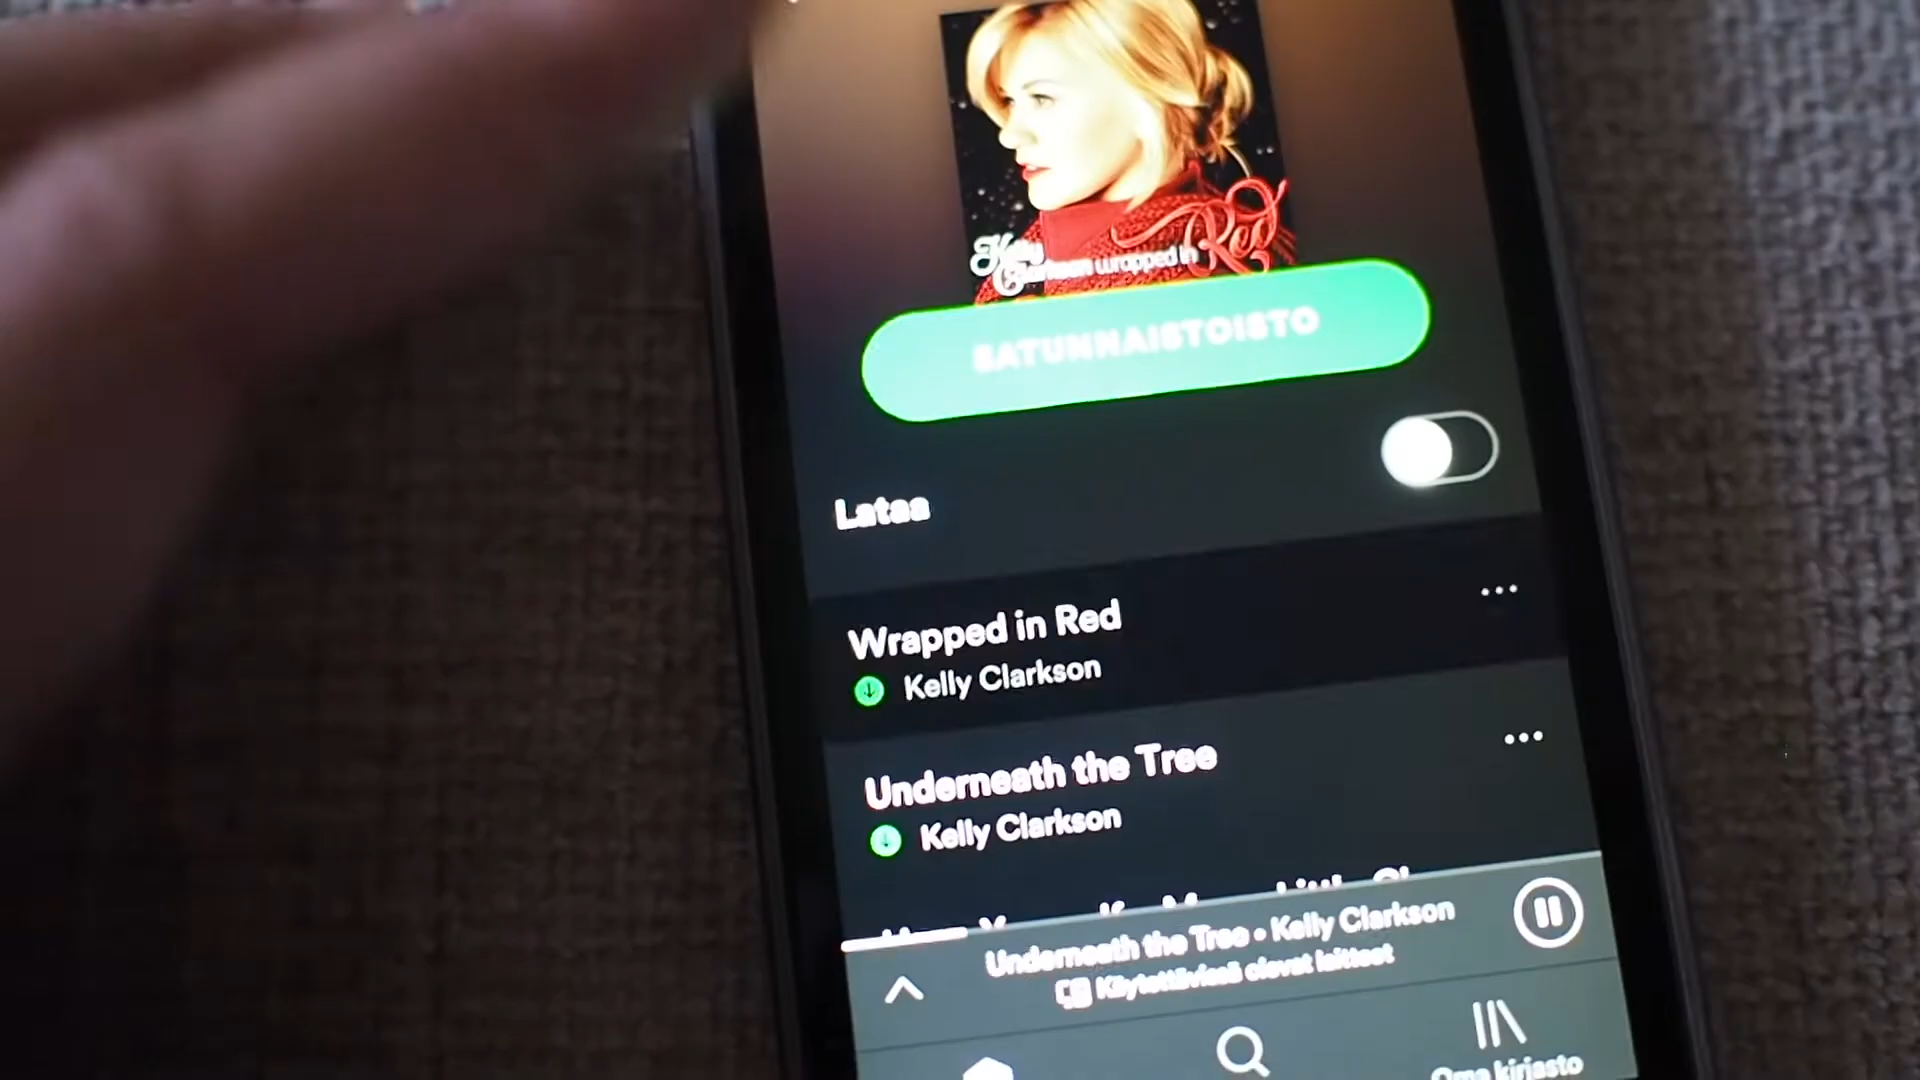 Kelly
Clarkson wrapped in Red
SATUNNAISTOISTO
Lataa
Wrapped in Red
Kelly Clarkson
Underneath the Tree
Kelly Clarkson
Underneath the Tree • Kelly Clarkson
Käytettävissä olevat laitteet
Oma kirjasto